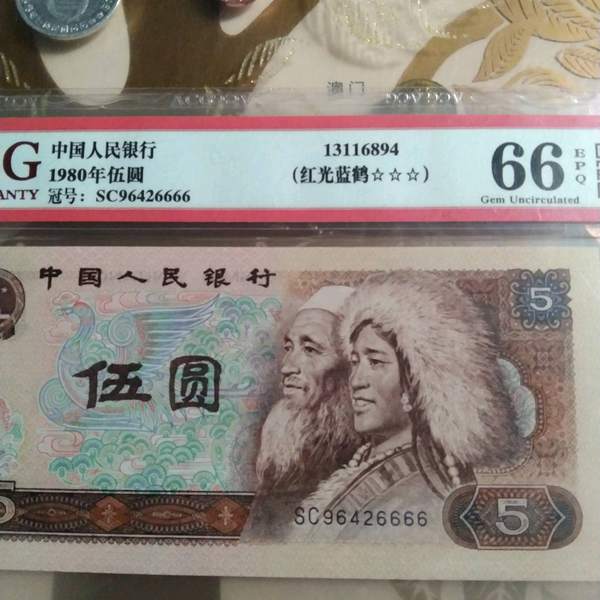 澳门
G
ANTY
中国人民银行
1980年伍圆
冠号: SC96426666
13116894
(红光蓝鹤☆☆☆)
66
EPQ
Gem Uncirculated
中国人民银行
5
伍圆
SC96426666
5